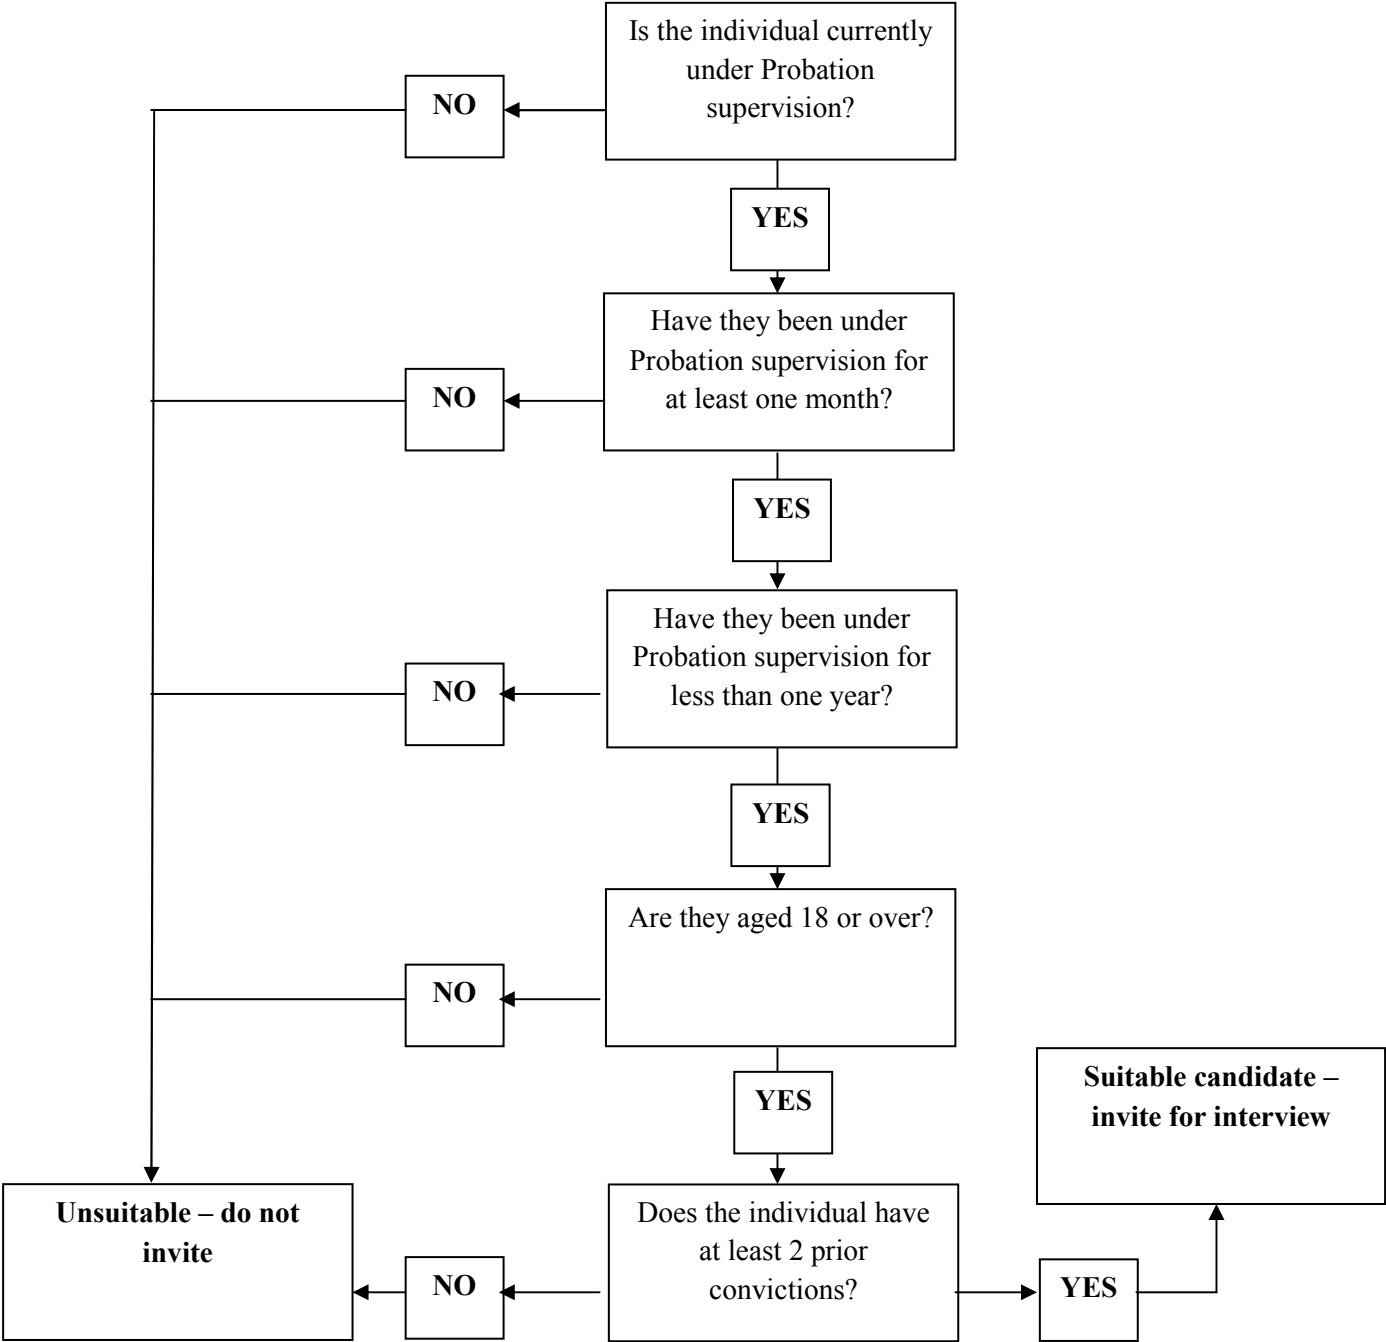 Is the individual currently
under Probation
supervision?
NO
YES
Have they been under
Probation supervision for
at least one month?
NO
YES
Have they been under
Probation supervision for
less than one year?
NO
YES
Are they aged 18 or over?
NO
YES
Suitable candidate –
invite for interview
Unsuitable – do not
invite
Does the individual have
at least 2 prior
convictions?
NO
YES